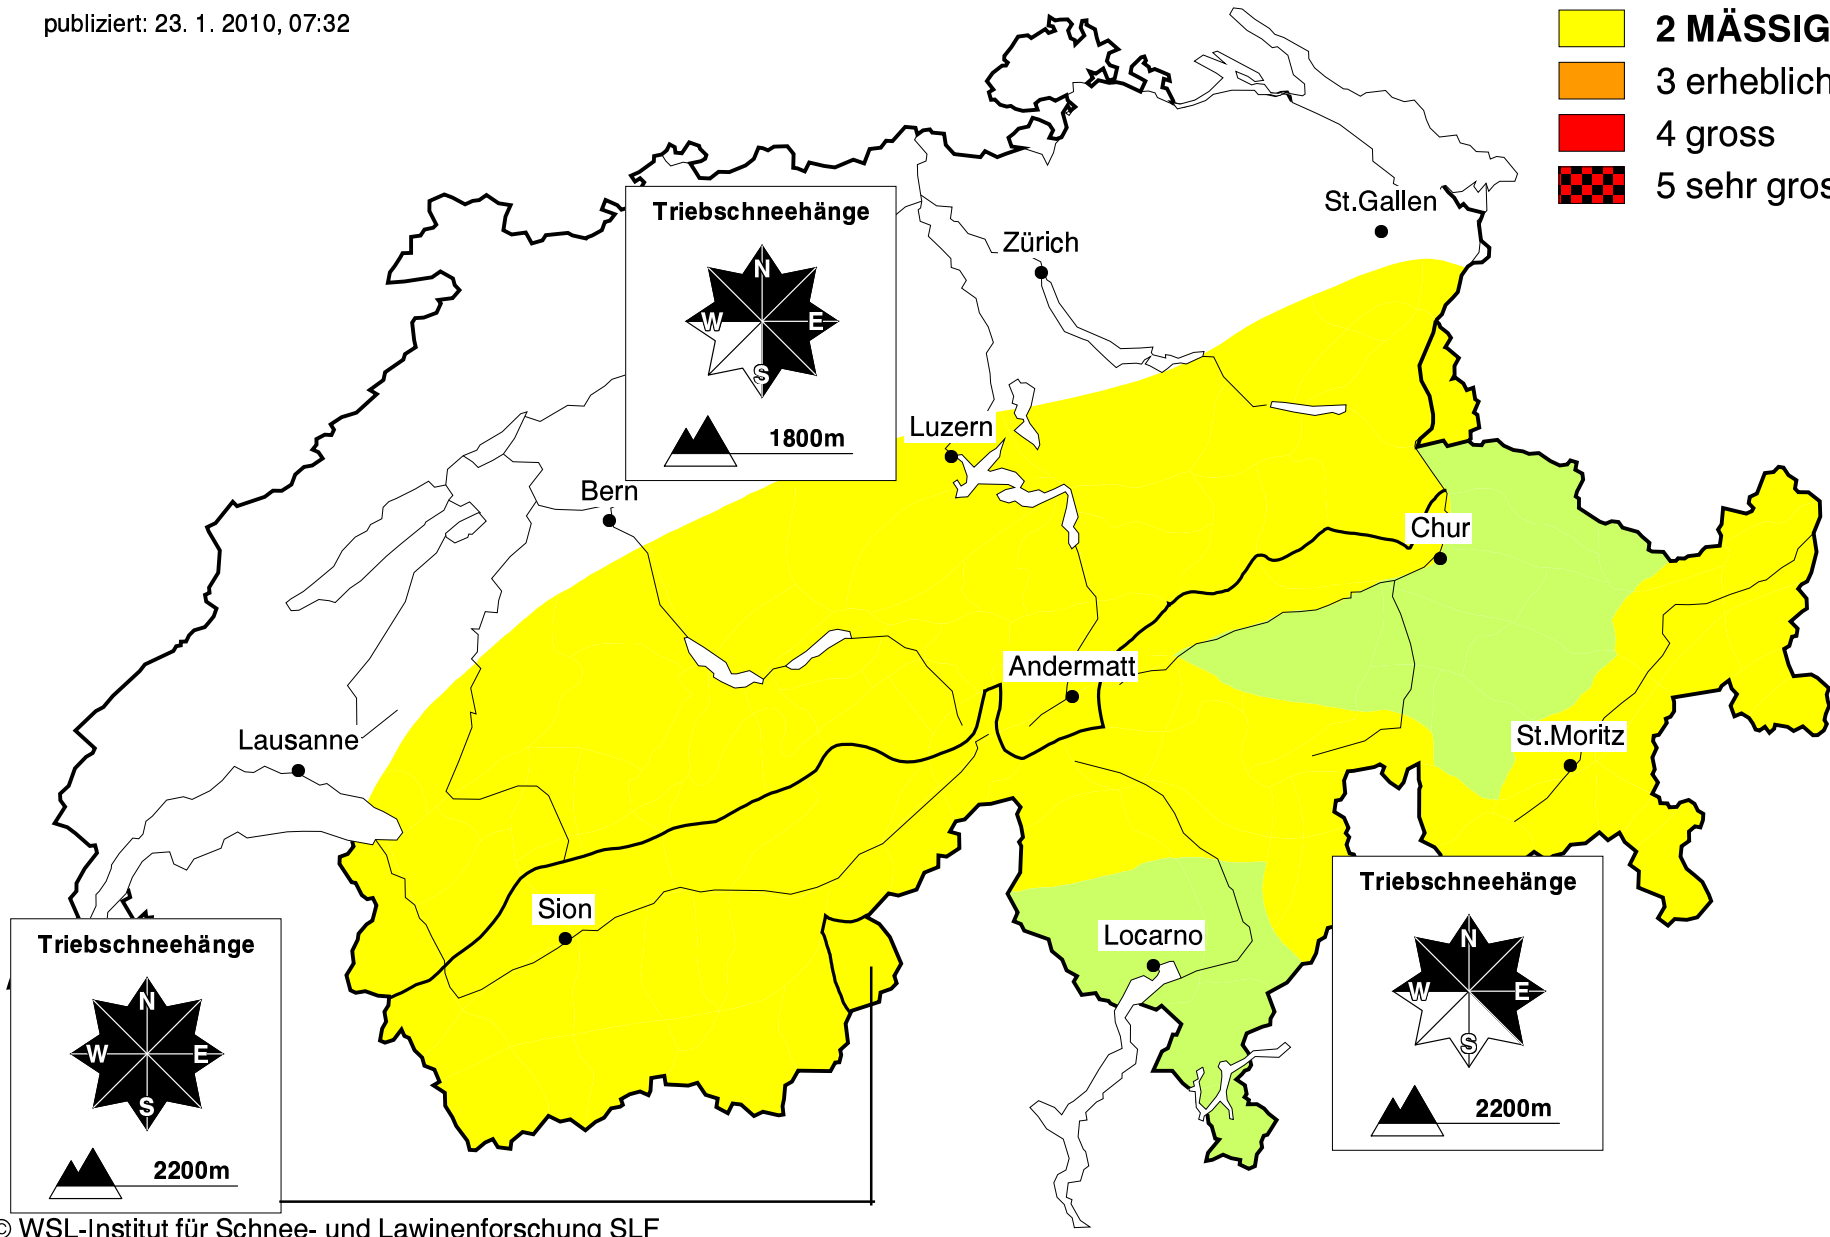 publiziert: 23. 1. 2010, 07:32
2 MÄSSIG
3 erheblich
4 gross
5 sehr gros
St.Gallen
Triebschneehänge
N
W E
S
1800m
Zürich
Luzern
Bern
Chur
Andermatt
St.Moritz
Lausanne
Sion
Locarno
Triebschneehänge
N
W E
S
2200m
Triebschneehänge
N
W E
S
2200m
© WSL-Institut für Schnee- und Lawinenforschung SLF